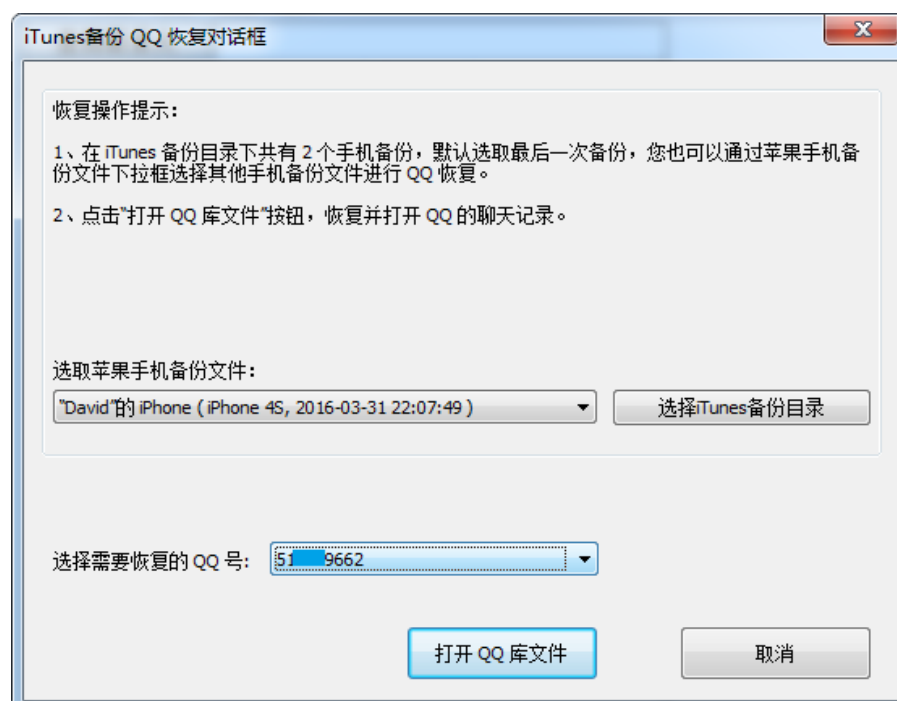 iTunes备份 QQ 恢复对话框
恢复操作提示：
1、在 iTunes 备份目录下共有 2 个手机备份，默认选取最后一次备份，您也可以通过苹果手机备
份文件下拉框选择其他手机备份文件进行 QQ 恢复。
2、点击"打开 QQ 库文件"按钮，恢复并打开 QQ 的聊天记录。
选取苹果手机备份文件：
"David"的 iPhone ( iPhone 4S, 2016-03-31 22:07:49 )
选择iTunes备份目录
选择需要恢复的 QQ 号: 51 9662
打开 QQ 库文件
取消